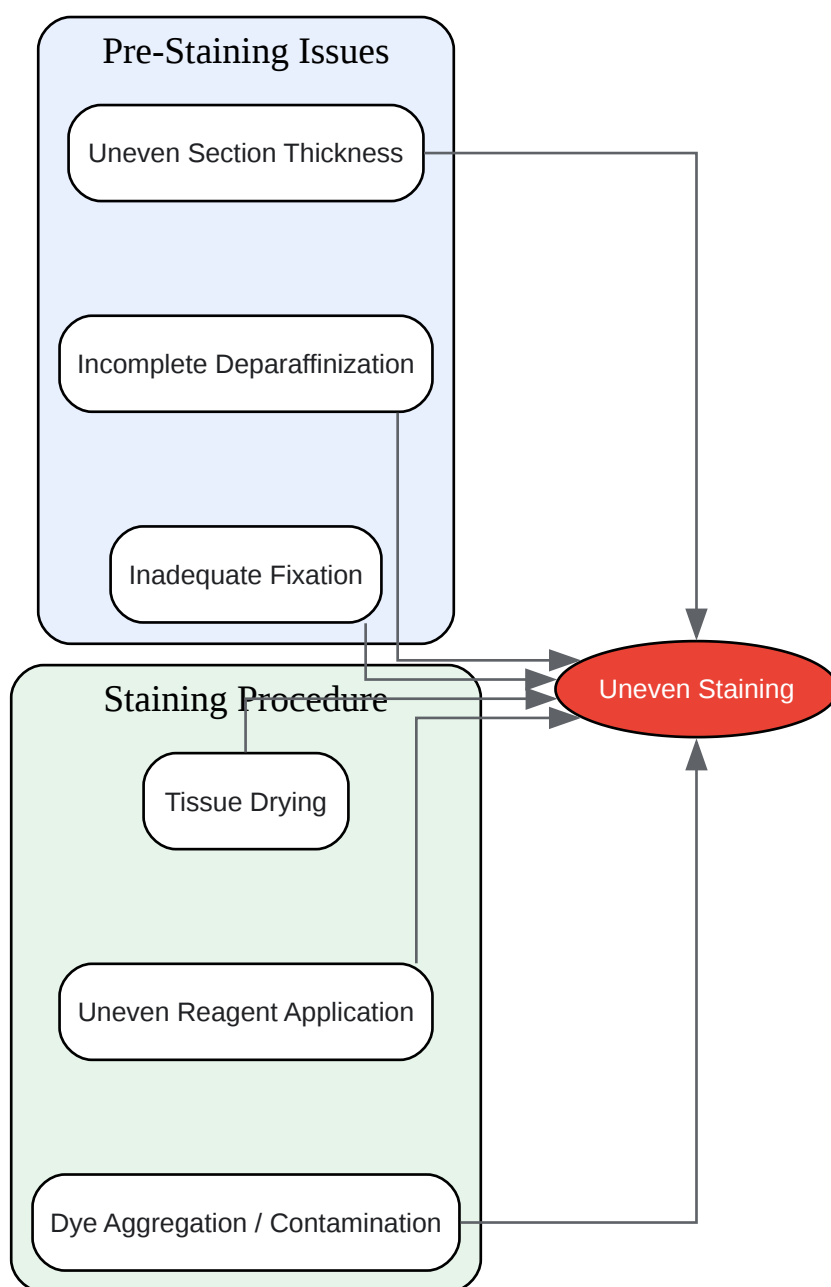 Pre-Staining Issues
Uneven Section Thickness
Incomplete Deparaffinization
Inadequate Fixation
Uneven Staining
Staining Procedure
Tissue Drying
Uneven Reagent Application
Dye Aggregation / Contamination